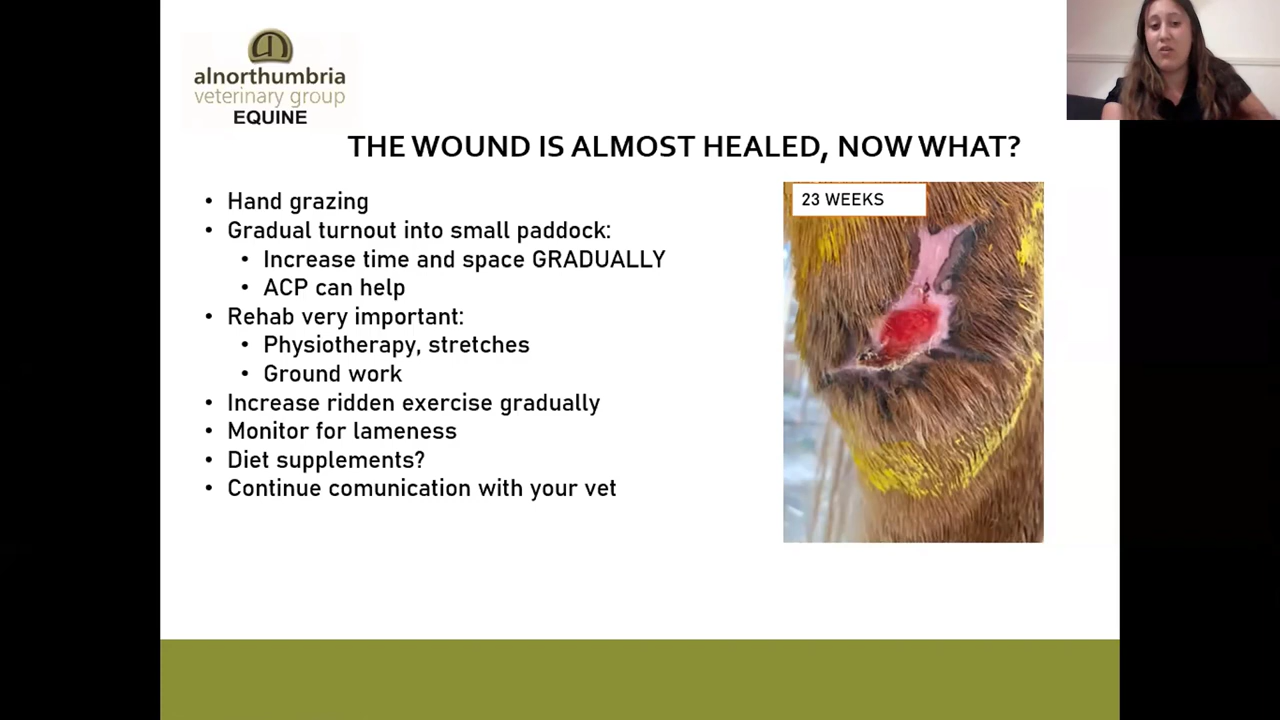 alnorthumbria
veterinary group
EQUINE
THE WOUND IS ALMOST HEALED, NOW WHAT?
• Hand grazing
• Gradual turnout into small paddock:
• Increase time and space GRADUALLY
• ACP can help
• Rehab very important:
• Physiotherapy, stretches
• Ground work
• Increase ridden exercise gradually
• Monitor for lameness
• Diet supplements?
• Continue comunication with your vet
23 WEEKS